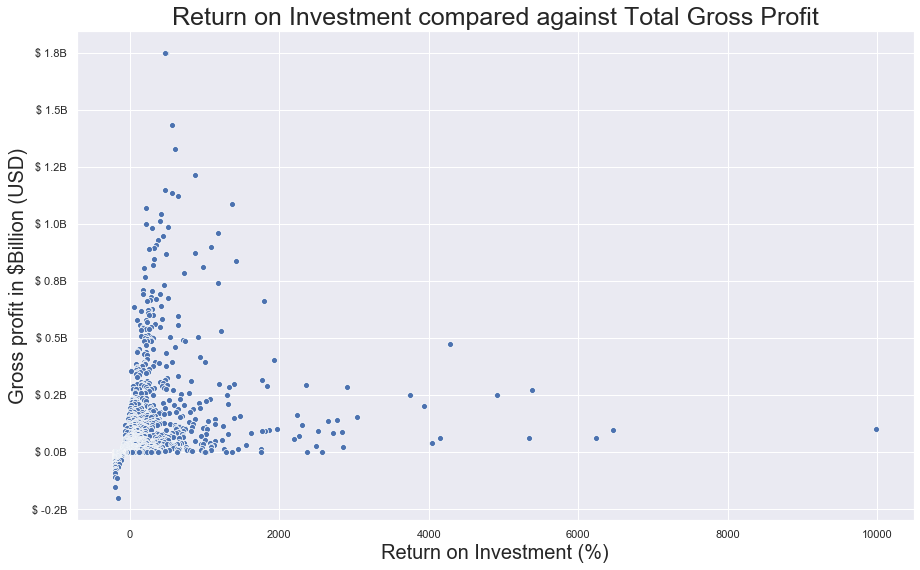 Return on Investment compared against Total Gross Profit
Gross profit in $Billion (USD)
$ 1.8B
$ 1.5B
$ 1.2B
$ 1.0B
$ 0.8B
$ 0.5B
$ 0.2B
$ 0.0B
$ -0.2B
0
2000
4000
6000
8000
10000
Return on Investment (%)